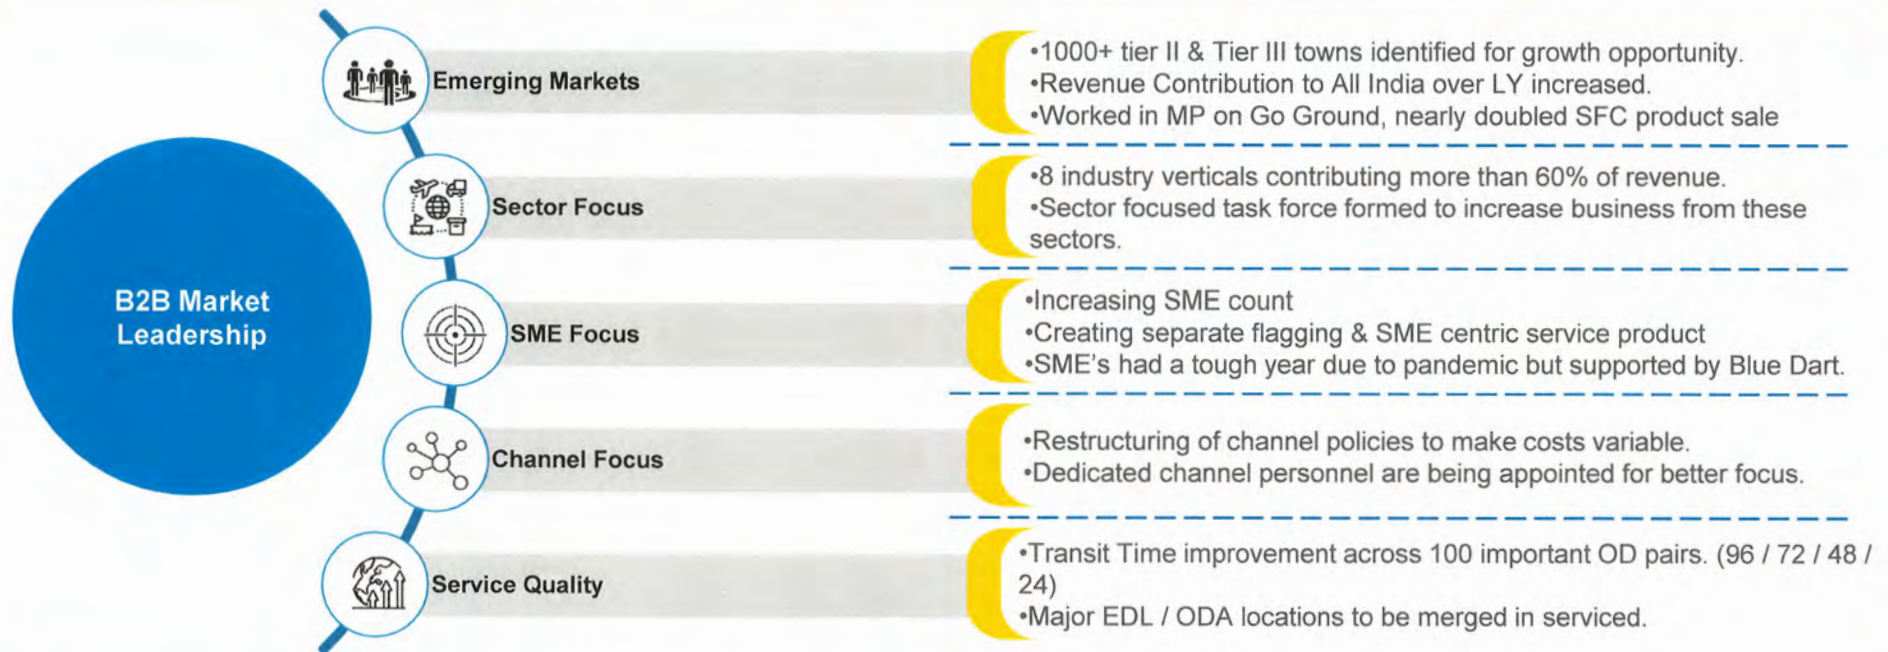 B2B Market
Leadership
Emerging Markets
•1000+ tier II & Tier III towns identified for growth opportunity.
•Revenue Contribution to All India over LY increased.
•Worked in MP on Go Ground, nearly doubled SFC product sale
Sector Focus
•8 industry verticals contributing more than 60% of revenue.
•Sector focused task force formed to increase business from these
sectors.
SME Focus
•Increasing SME count
•Creating separate flagging & SME centric service product
•SME's had a tough year due to pandemic but supported by Blue Dart.
Channel Focus
•Restructuring of channel policies to make costs variable.
•Dedicated channel personnel are being appointed for better focus.
Service Quality
•Transit Time improvement across 100 important OD pairs. (96 / 72 / 48 /
24)
•Major EDL / ODA locations to be merged in serviced.